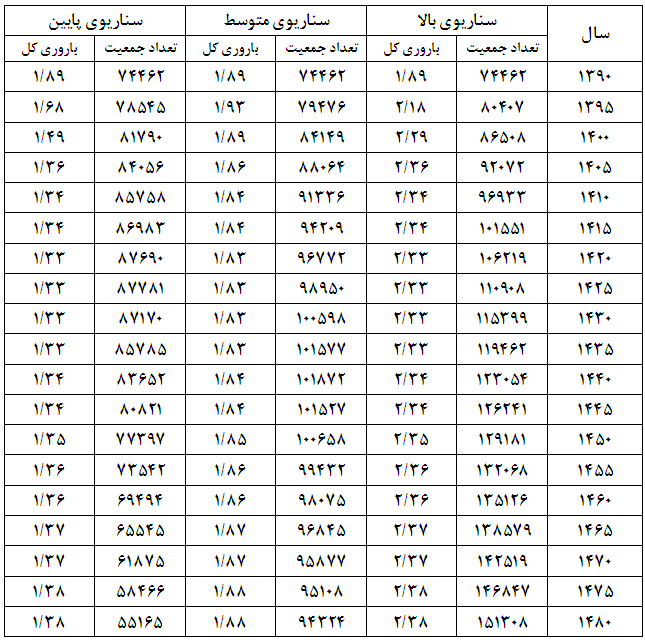 سال سناریوی بالا سناریوی متوسط سناریوی پایین
تعداد جمعیت باروری کل تعداد جمعیت باروری کل تعداد جمعیت باروری کل
۱۳۹۰ ۷۴۴۶۲ ۱/۸۹ ۷۴۴۶۲ ۱/۸۹ ۷۴۴۶۲ ۱/۸۹
۱۳۹۵ ۸۰۴۰۷ ۲/۱۸ ۷۹۴۷۶ ۱/۹۳ ۷۸۵۴۵ ۱/۶۸
۱۴۰۰ ۸۶۵۰۸ ۲/۲۹ ۸۴۱۴۹ ۱/۸۹ ۸۱۷۹۰ ۱/۴۹
۱۴۰۵ ۹۲۰۷۲ ۲/۳۶ ۸۸۰۶۴ ۱/۸۶ ۸۴۰۵۶ ۱/۳۶
۱۴۱۰ ۹۶۹۳۳ ۲/۳۴ ۹۱۳۳۶ ۱/۸۴ ۸۵۷۵۸ ۱/۳۴
۱۴۱۵ ۱۰۱۵۵۱ ۲/۳۴ ۹۴۲۰۹ ۱/۸۴ ۸۶۹۸۳ ۱/۳۴
۱۴۲۰ ۱۰۶۲۱۹ ۲/۳۳ ۹۶۷۷۲ ۱/۸۳ ۸۷۶۹۰ ۱/۳۳
۱۴۲۵ ۱۱۰۹۰۸ ۲/۳۳ ۹۸۹۵۰ ۱/۸۳ ۸۷۷۸۱ ۱/۳۳
۱۴۳۰ ۱۱۵۳۹۹ ۲/۳۳ ۱۰۰۵۹۸ ۱/۸۳ ۸۷۱۷۰ ۱/۳۳
۱۴۳۵ ۱۱۹۴۶۲ ۲/۳۳ ۱۰۱۵۷۷ ۱/۸۳ ۸۵۷۸۵ ۱/۳۳
۱۴۴۰ ۱۲۳۰۵۴ ۲/۳۴ ۱۰۱۸۷۲ ۱/۸۴ ۸۳۶۵۲ ۱/۳۴
۱۴۴۵ ۱۲۶۲۴۱ ۲/۳۴ ۱۰۱۵۲۷ ۱/۸۴ ۸۰۸۲۱ ۱/۳۴
۱۴۵۰ ۱۲۹۱۸۱ ۲/۳۵ ۱۰۰۶۵۸ ۱/۸۵ ۷۷۳۹۷ ۱/۳۵
۱۴۵۵ ۱۳۲۰۶۸ ۲/۳۶ ۹۹۴۳۲ ۱/۸۶ ۷۳۵۴۲ ۱/۳۶
۱۴۶۰ ۱۳۵۱۲۶ ۲/۳۶ ۹۸۰۷۵ ۱/۸۶ ۶۹۴۹۴ ۱/۳۶
۱۴۶۵ ۱۳۸۵۷۹ ۲/۳۷ ۹۶۸۴۵ ۱/۸۷ ۶۵۵۴۵ ۱/۳۷
۱۴۷۰ ۱۴۲۵۱۹ ۲/۳۷ ۹۵۸۷۷ ۱/۸۷ ۶۱۸۷۵ ۱/۳۷
۱۴۷۵ ۱۴۶۸۴۷ ۲/۳۸ ۹۵۱۰۸ ۱/۸۸ ۵۸۴۶۶ ۱/۳۸
۱۴۸۰ ۱۵۱۳۰۸ ۲/۳۸ ۹۴۳۲۴ ۱/۸۸ ۵۵۱۶۵ ۱/۳۸